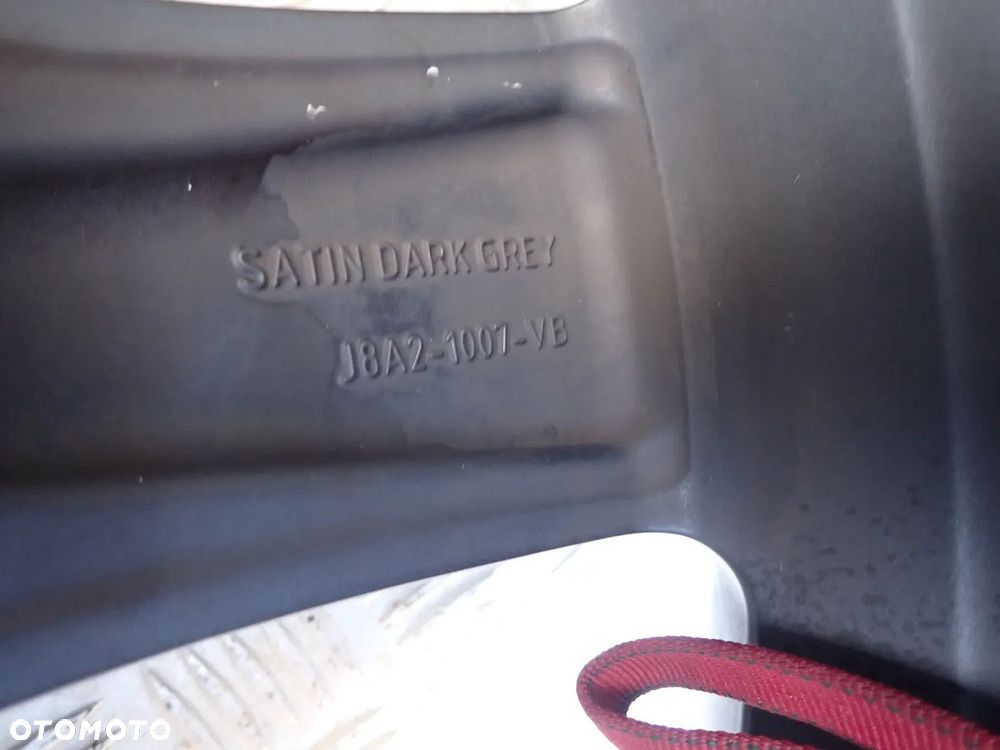 SATIN DARK GREY
J8A2-1007-VB
OTOMOTO